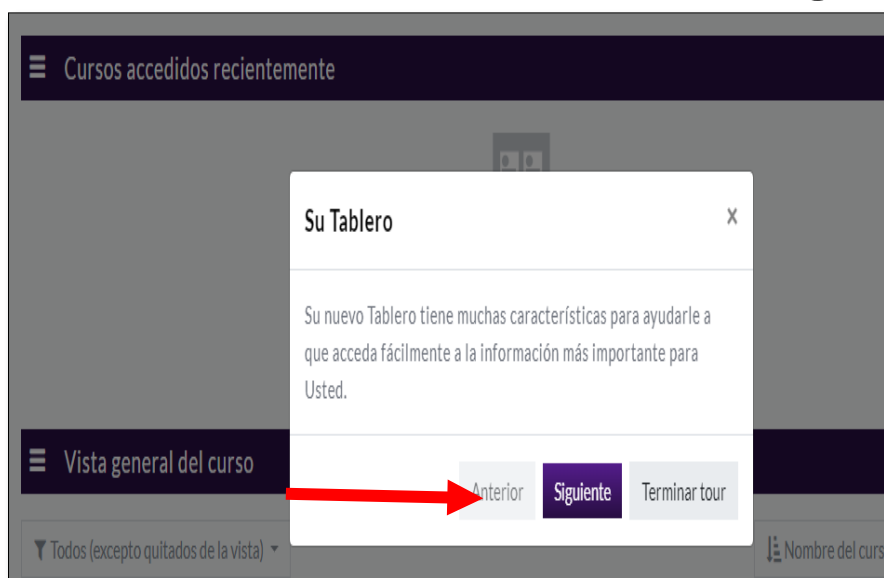 Cursos accedidos recientemente
Su Tablero
Su nuevo Tablero tiene muchas características para ayudarle a
que acceda fácilmente a la información más importante para
Usted.
Vista general del curso
Anterior Siguiente Terminar tour
Todos (excepto quitados de la vista)
Nombre del curs